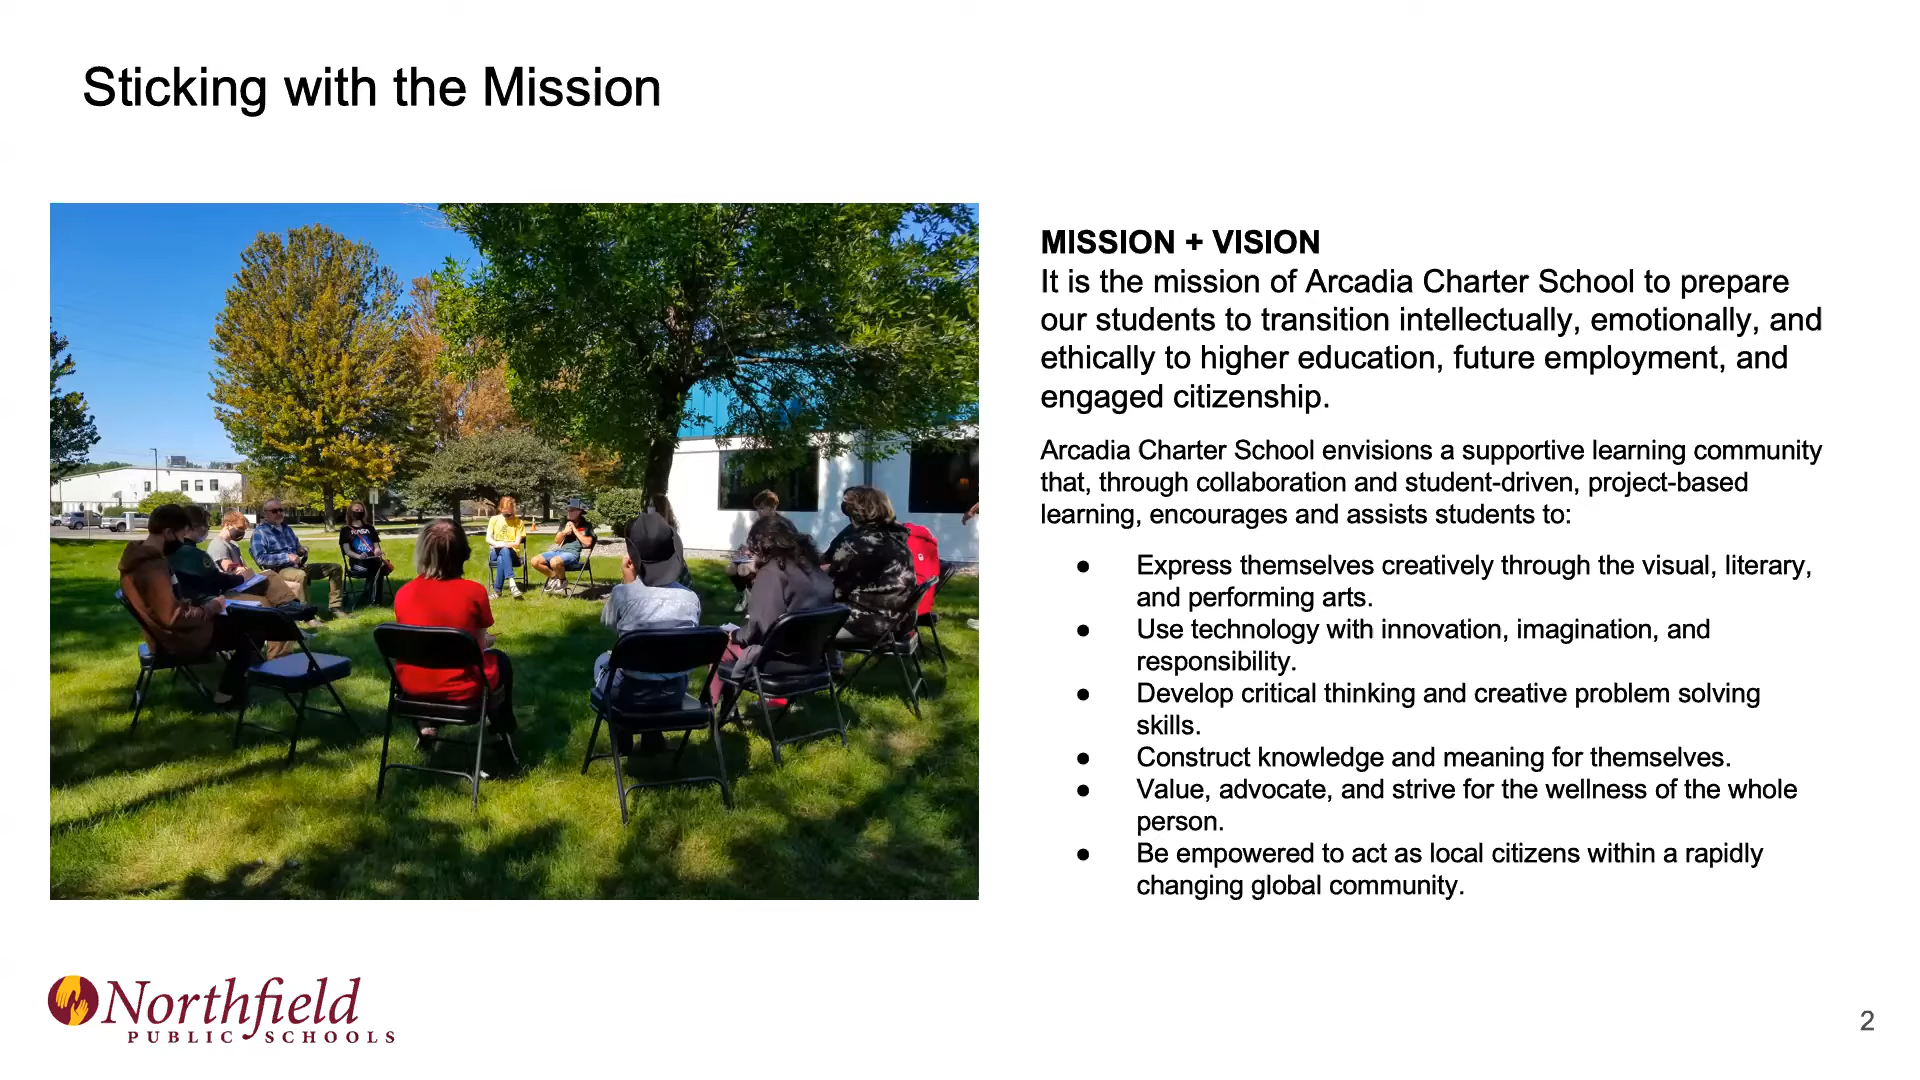 Sticking with the Mission
MISSION + VISION
It is the mission of Arcadia Charter School to prepare
our students to transition intellectually, emotionally, and
ethically to higher education, future employment, and
engaged citizenship.
Arcadia Charter School envisions a supportive learning community
that, through collaboration and student-driven, project-based
learning, encourages and assists students to:
● Express themselves creatively through the visual, literary,
and performing arts.
● Use technology with innovation, imagination, and
responsibility.
● Develop critical thinking and creative problem solving
skills.
● Construct knowledge and meaning for themselves.
● Value, advocate, and strive for the wellness of the whole
person.
● Be empowered to act as local citizens within a rapidly
changing global community.
Northfield
PUBLIC SCHOOLS
2